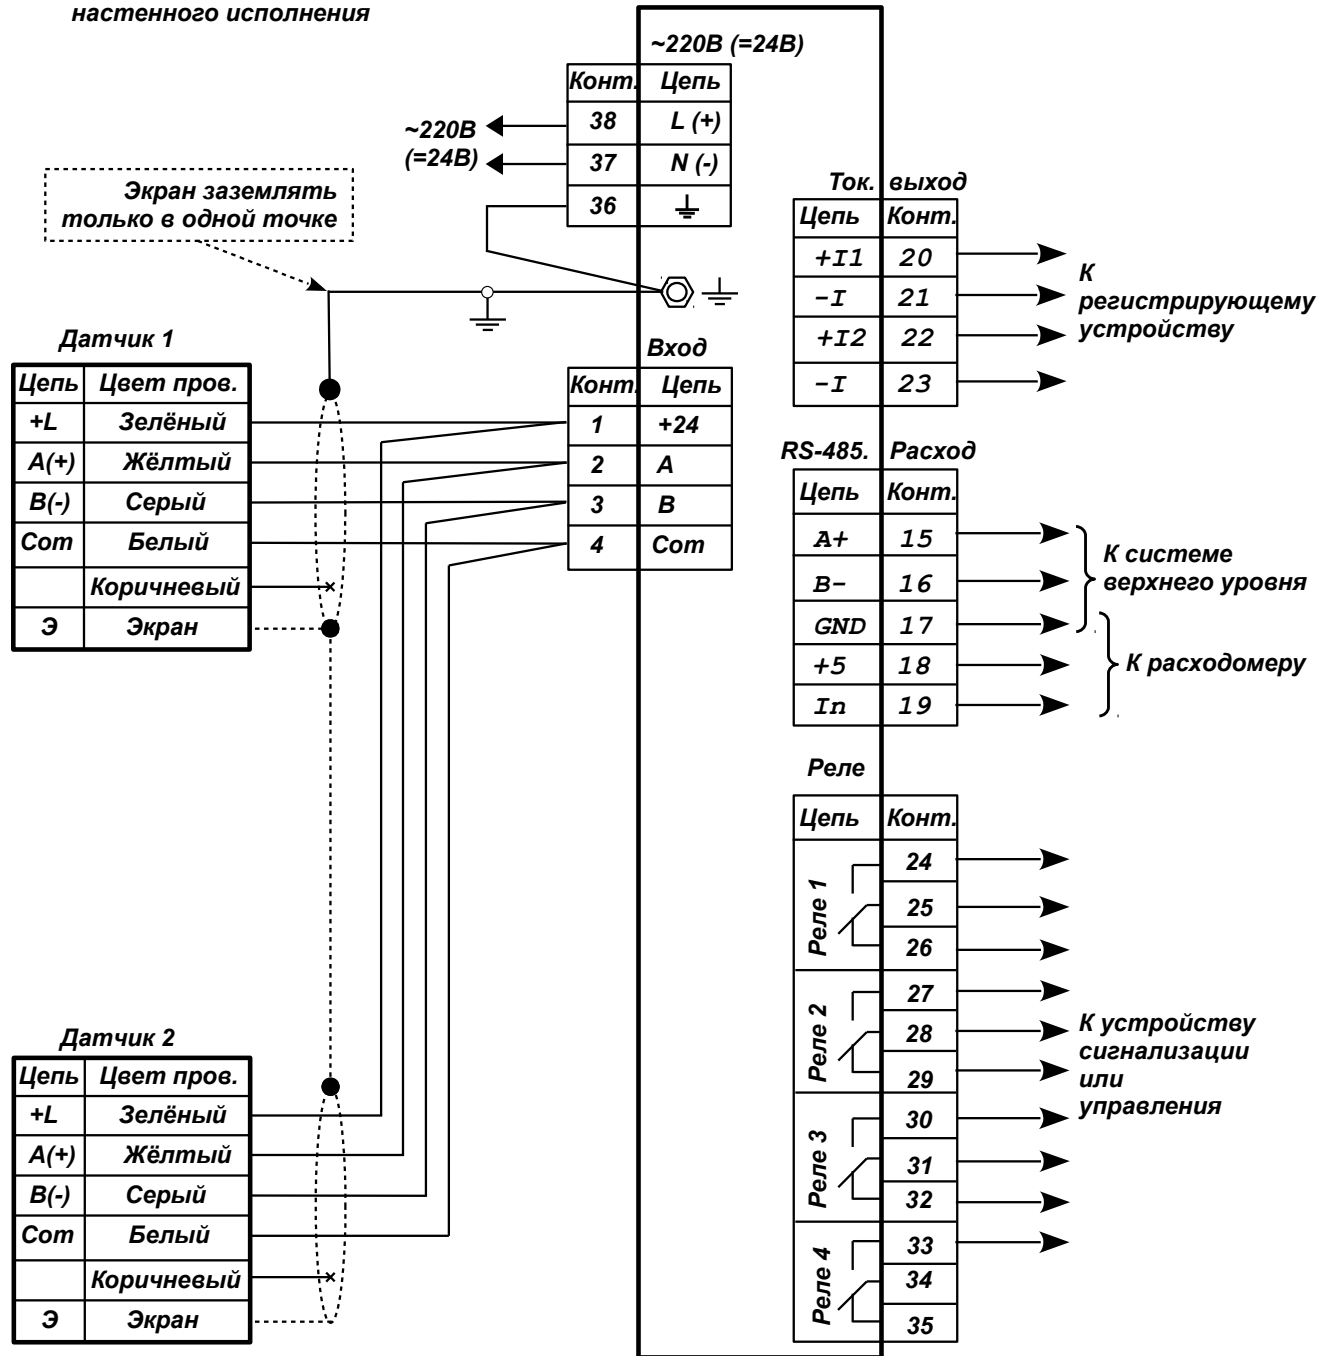 настенного исполнения
~220В (=24В)
Конт. Цепь
38 L (+)
37 N (-)
36
~220В
(=24В)
Экран заземлять
только в одной точке
Датчик 1
Цепь Цвет пров.
+L Зелёный
A(+) Жёлтый
B(-) Серый
Com Белый
Коричневый
Э Экран
Вход
Конт. Цепь
1 +24
2 A
3 B
4 Com
Датчик 2
Цепь Цвет пров.
+L Зелёный
A(+) Жёлтый
B(-) Серый
Com Белый
Коричневый
Э Экран
Ток. выход
Цепь Конт.
+I1 20
-I 21
+I2 22
-I 23
К
регистрирующему
устройству
RS-485. Расход
Цепь Конт.
A+ 15
B- 16
GND 17
+5 18
In 19
К системе
верхнего уровня
К расходомеру
Реле
Цепь Конт.
Реле 1
24
25
26
Реле 2
27
28
29
Реле 3
30
31
32
Реле 4
33
34
35
К устройству
сигнализации
или
управления